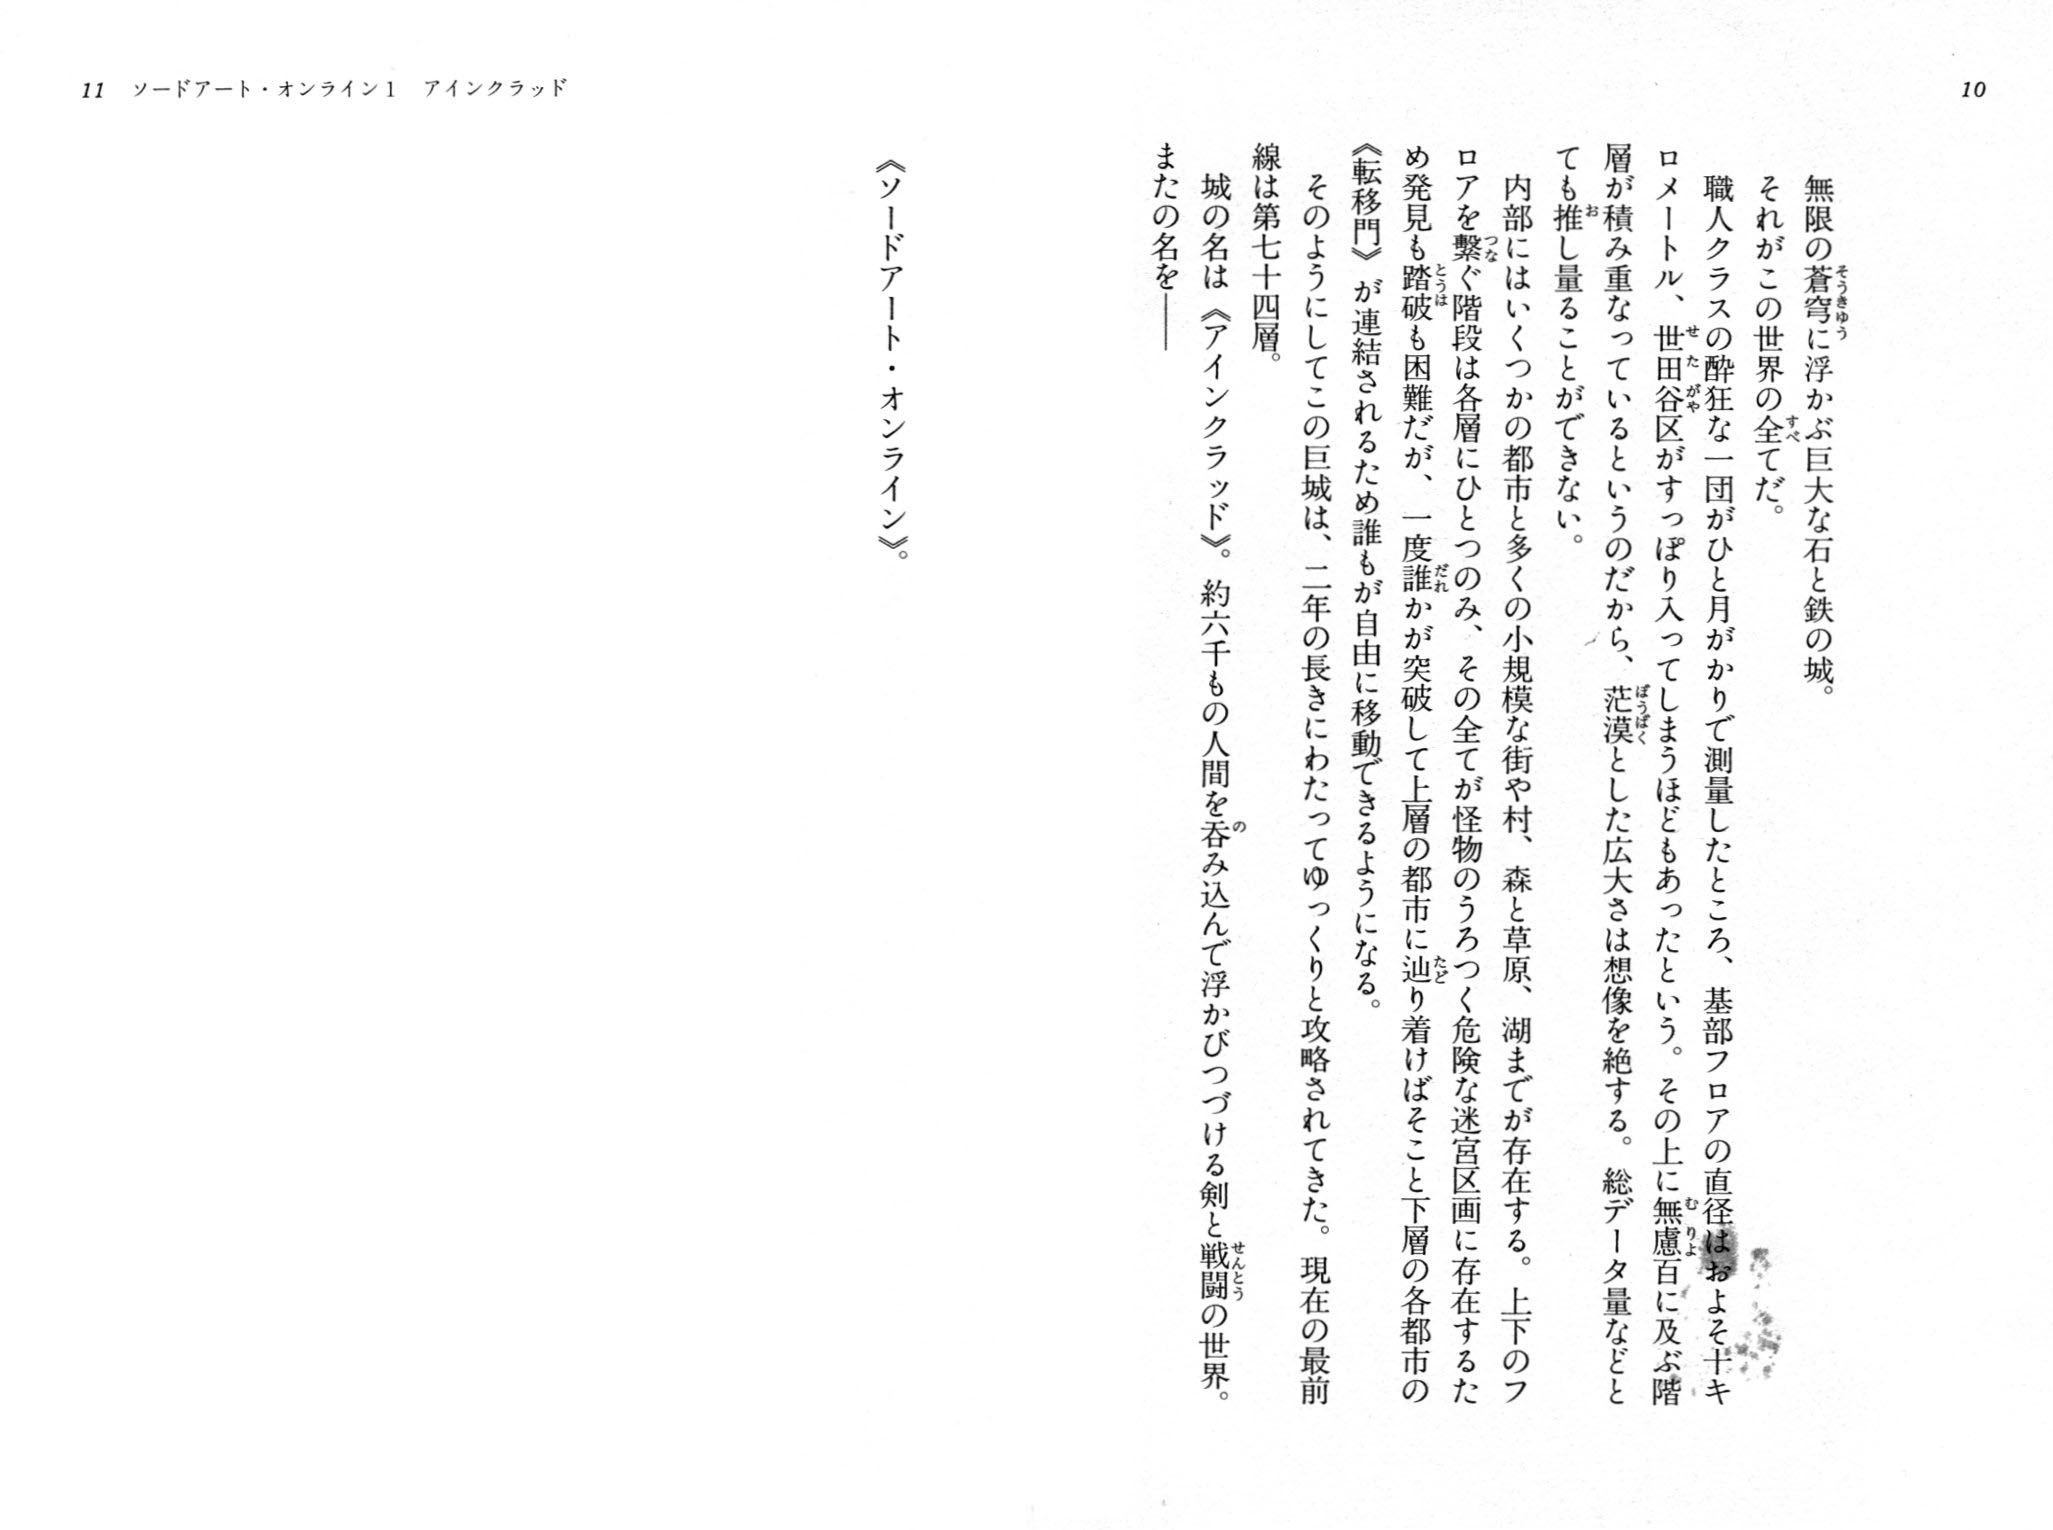 10
無限の蒼穹に浮かぶ巨大な石と鉄の城。
それがこの世界の全てだ。
職人クラスの酔狂な一団がひと月がかりで測量したところ、基部フロアの直径はおよそ十キ
ロメートル、世田谷区がすっぽり入ってしまうほどもあったという。その上に無慮百に及ぶ階
層が積み重なっているというのだから、茫漠とした広大さは想像を絶する。総データ量などと
ても推し量ることができない。
内部にはいくつかの都市と多くの小規模な街や村、森と草原、湖までが存在する。上下のフ
ロアを繋ぐ階段は各層にひとつのみ、その全てが怪物のうろつく危険な迷宮区画に存在するた
め発見も踏破も困難だが、一度誰かが突破して上層の都市に辿り着けばそこと下層の各都市の
《転移門》が連結されるため誰もが自由に移動できるようになる。
そのようにしてこの巨城は、二年の長きにわたってゆっくりと攻略されてきた。現在の最前
線は第七十四層。
城の名は《アインクラッド》。約六千もの人間を呑み込んで浮かびつづける剣と戦闘の世界。
またの名を――
11 ソードアート・オンライン1 アインクラッド
《ソードアート・オンライン》。